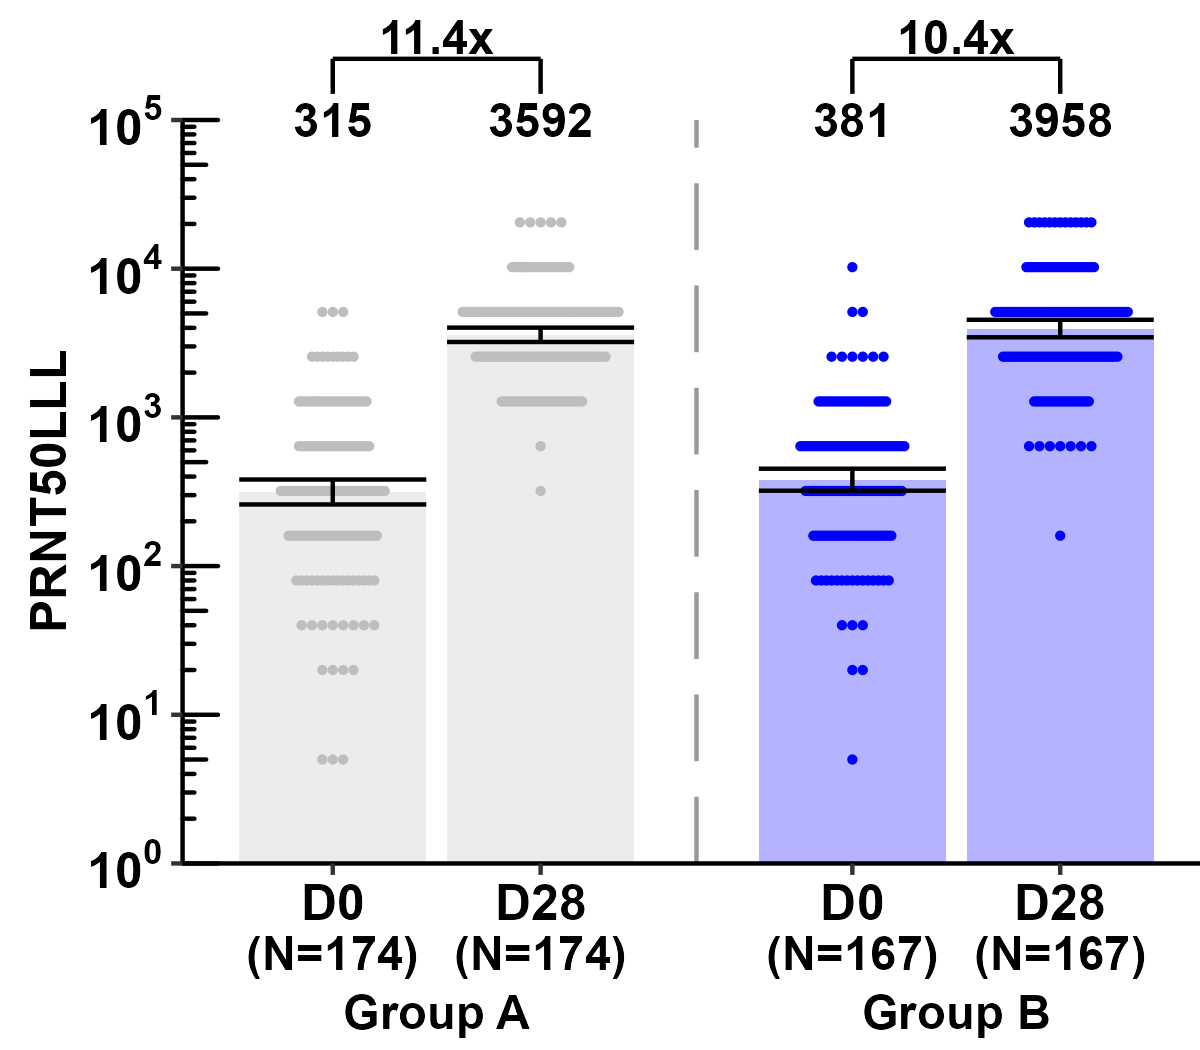 11.4x 10.4x
315 3592 381 3958
10^5
10^4
10^3
10^2
10^1
10^0
PRNT50LLL
D0 D28 D0 D28
(N=174) (N=174) (N=167) (N=167)
Group A Group B